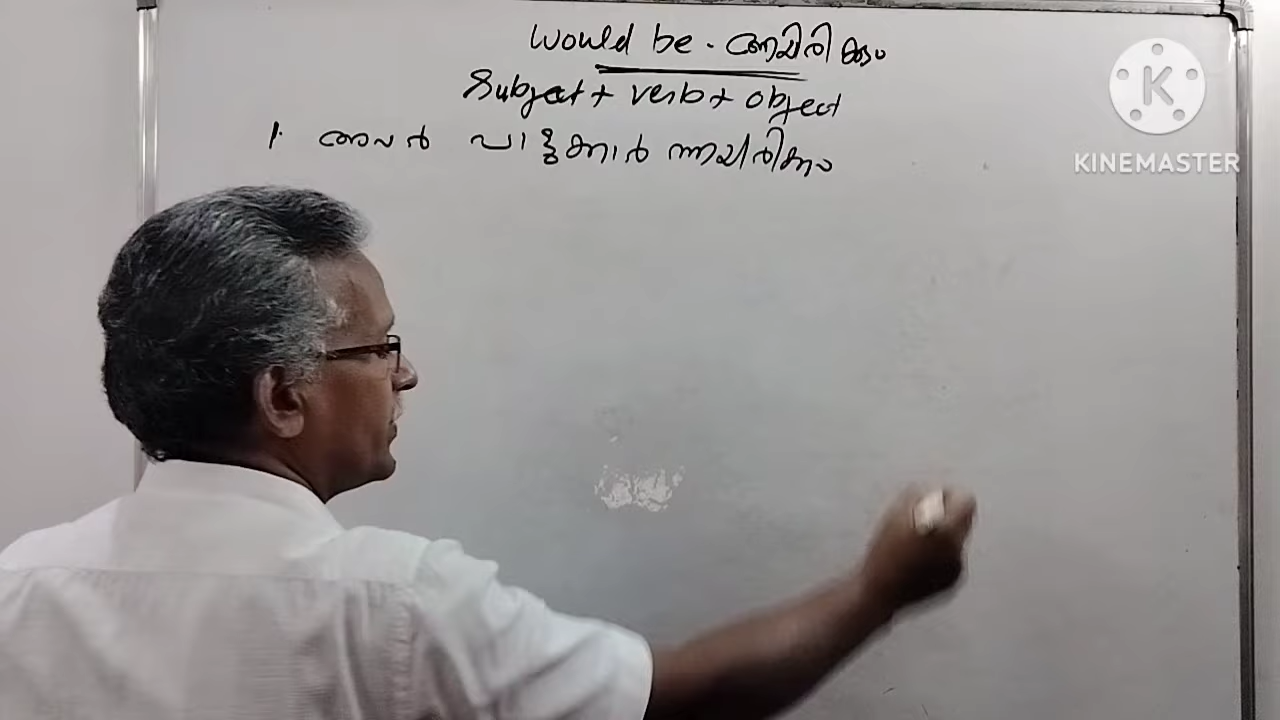 would be - ആയിരിക്കാം
Subject + verb + object
1. അവർ പാട്ടുക്കാർ ആയിരിക്കാം
KINEMASTER